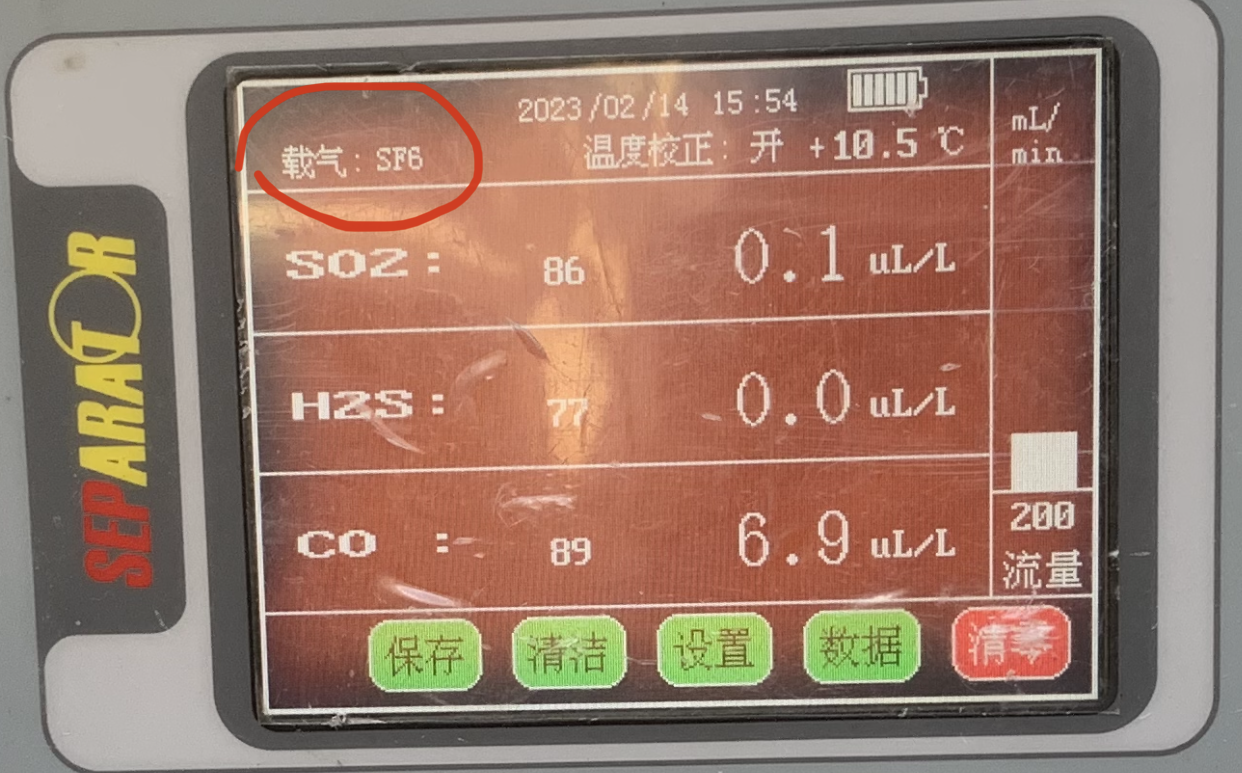 SEPARATOR
2023/02/14 15:54
载气: SF6 温度校正: 开 +10.5 ℃
mL/
min
SO2: 86 0.1 uL/L
H2S: 77 0.0 uL/L
CO : 89 6.9 uL/L
200
流量
保存 清洁 设置 数据 清零